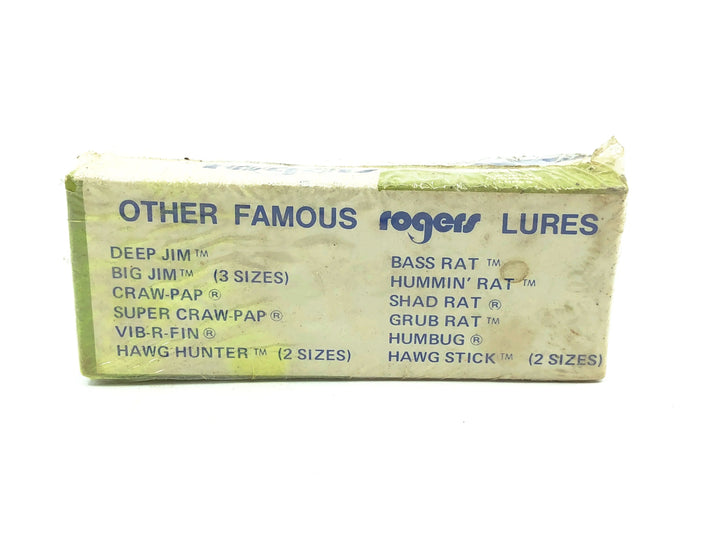 OTHER FAMOUS rogers LURES
DEEP JIM™
BIG JIM™ (3 SIZES)
CRAW-PAP®
SUPER CRAW-PAP®
VIB-R-FIN®
HAWG HUNTER™ (2 SIZES)
BASS RAT™
HUMMIN' RAT™
SHAD RAT®
GRUB RAT™
HUMBUG®
HAWG STICK™ (2 SIZES)